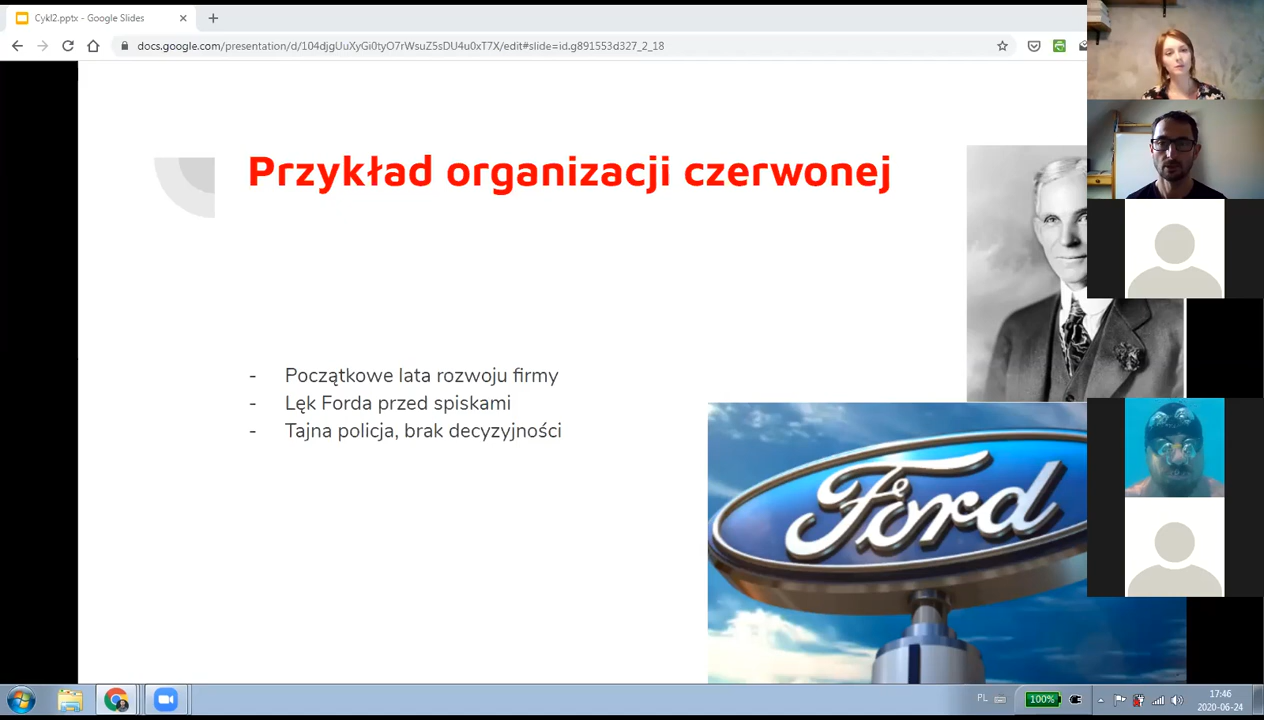 Cykl2.pptx - Google Slides
docs.google.com/presentation/d/104djgUuXyGi0tyO7rWsuZ5sDU4u0xT7X/edit#slide=id.g891553d327_2_18
Przykład organizacji czerwonej
- Początkowe lata rozwoju firmy
- Lęk Forda przed spiskami
- Tajna policja, brak decyzyjności
Ford
PL
100%
17:46
2020-06-24